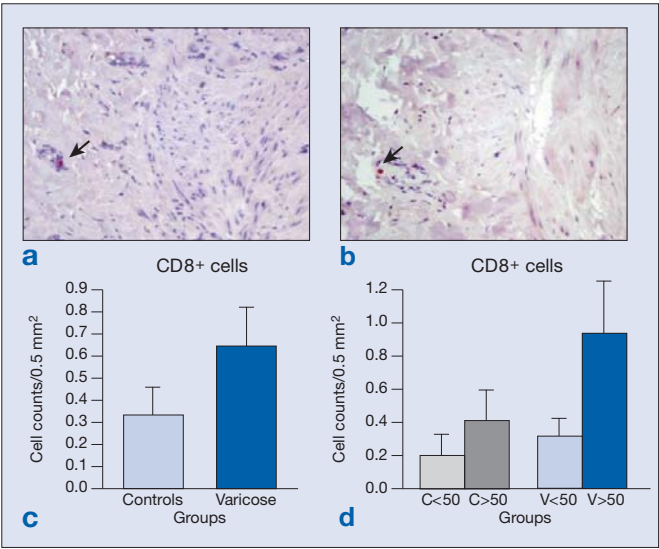 a
b
CD8+ cells
0.9
0.8
0.7
0.6
0.5
0.4
0.3
0.2
0.1
0.0
Cell counts/0.5 mm²
Controls Varicose
Groups
c
CD8+ cells
1.2
1.0
0.8
0.6
0.4
0.2
0.0
Cell counts/0.5 mm²
C<50 C>50 V<50 V>50
Groups
d